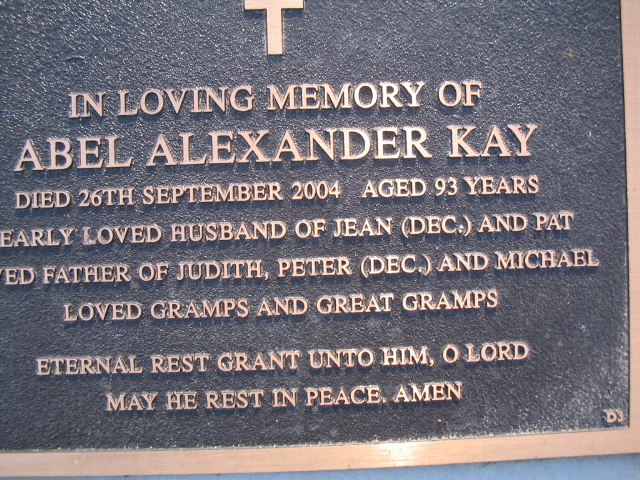 IN LOVING MEMORY OF
ABEL ALEXANDER KAY
DIED 26TH SEPTEMBER 2004 AGED 93 YEARS
EARLY LOVED HUSBAND OF JEAN (DEC.) AND PAT
VED FATHER OF JUDITH, PETER (DEC.) AND MICHAEL
LOVED GRAMPS AND GREAT GRAMPS
ETERNAL REST GRANT UNTO HIM, O LORD
MAY HE REST IN PEACE. AMEN